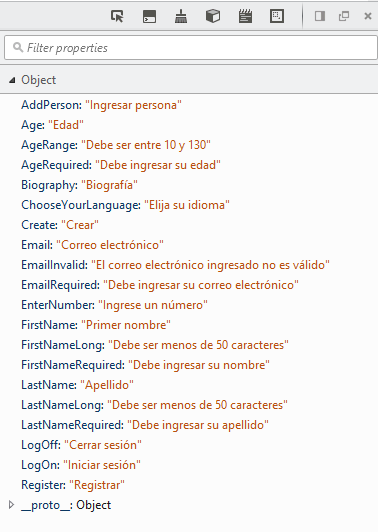 Filter properties
Object
AddPerson: "Ingresar persona"
Age: "Edad"
AgeRange: "Debe ser entre 10 y 130"
AgeRequired: "Debe ingresar su edad"
Biography: "Biografía"
ChooseYourLanguage: "Elija su idioma"
Create: "Crear"
Email: "Correo electrónico"
EmailInvalid: "El correo electrónico ingresado no es válido"
EmailRequired: "Debe ingresar su correo electrónico"
EnterNumber: "Ingrese un número"
FirstName: "Primer nombre"
FirstNameLong: "Debe ser menos de 50 caracteres"
FirstNameRequired: "Debe ingresar su nombre"
LastName: "Apellido"
LastNameLong: "Debe ser menos de 50 caracteres"
LastNameRequired: "Debe ingresar su apellido"
LogOff: "Cerrar sesión"
LogOn: "Iniciar sesión"
Register: "Registrar"
__proto__: Object